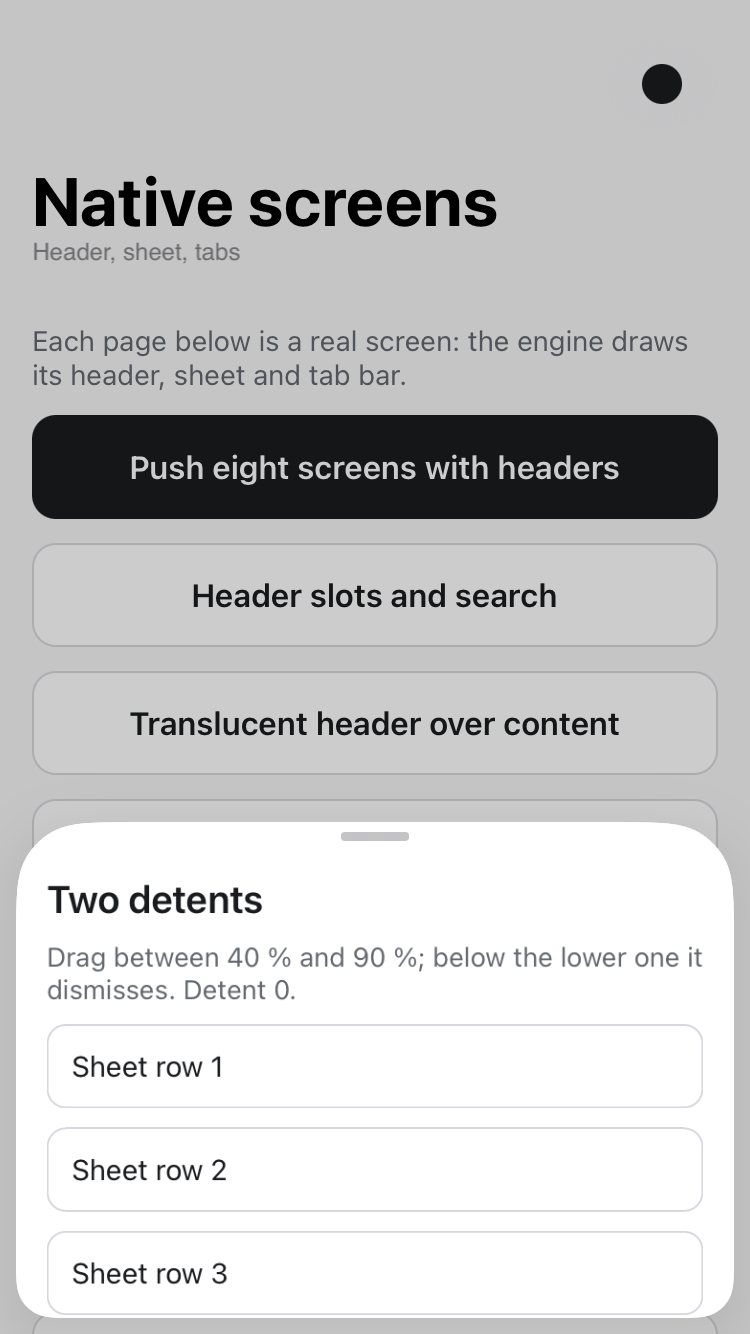 Native screens
Header, sheet, tabs
Each page below is a real screen: the engine draws
its header, sheet and tab bar.
Push eight screens with headers
Header slots and search
Translucent header over content
Two detents
Drag between 40 % and 90 %; below the lower one it
dismisses. Detent 0.
Sheet row 1
Sheet row 2
Sheet row 3